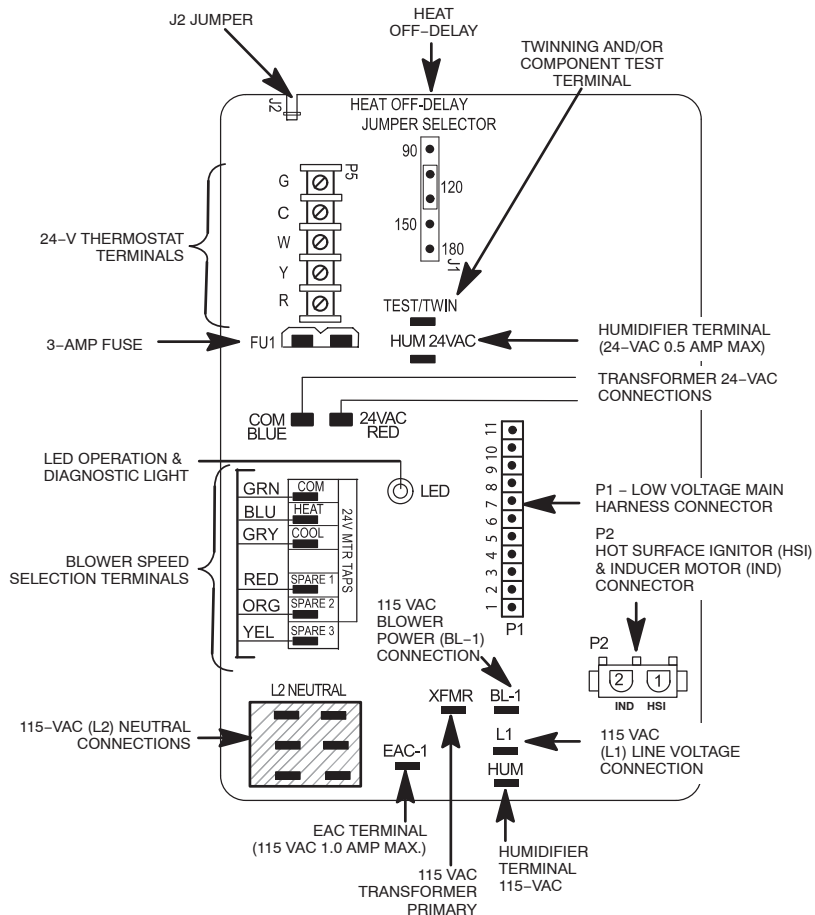 J2 JUMPER
HEAT
OFF−DELAY
TWINNING AND/OR
COMPONENT TEST
TERMINAL
J2
HEAT OFF-DELAY
JUMPER SELECTOR
90
120
150
180
J1
P5
G
C
W
Y
R
24−V THERMOSTAT
TERMINALS
TEST/TWIN
3−AMP FUSE
FU1
HUM 24VAC
HUMIDIFIER TERMINAL
(24−VAC 0.5 AMP MAX)
TRANSFORMER 24−VAC
CONNECTIONS
COM
BLUE
24VAC
RED
LED OPERATION &
DIAGNOSTIC LIGHT
LED
11
10
9
8
7
6
5
4
3
2
1
P1
P1 − LOW VOLTAGE MAIN
HARNESS CONNECTOR
GRN COM
BLU HEAT
GRY COOL
RED SPARE 1
ORG SPARE 2
YEL SPARE 3
24V MTR TAPS
BLOWER SPEED
SELECTION TERMINALS
P2
HOT SURFACE IGNITOR (HSI)
& INDUCER MOTOR (IND)
CONNECTOR
115 VAC
BLOWER
POWER (BL−1)
CONNECTION
P2
2 1
IND HSI
L2 NEUTRAL
115-VAC (L2) NEUTRAL
CONNECTIONS
XFMR
BL-1
L1
115 VAC
(L1) LINE VOLTAGE
CONNECTION
EAC-1
HUM
EAC TERMINAL
(115 VAC 1.0 AMP MAX.)
115 VAC
TRANSFORMER
PRIMARY
HUMIDIFIER
TERMINAL
115−VAC